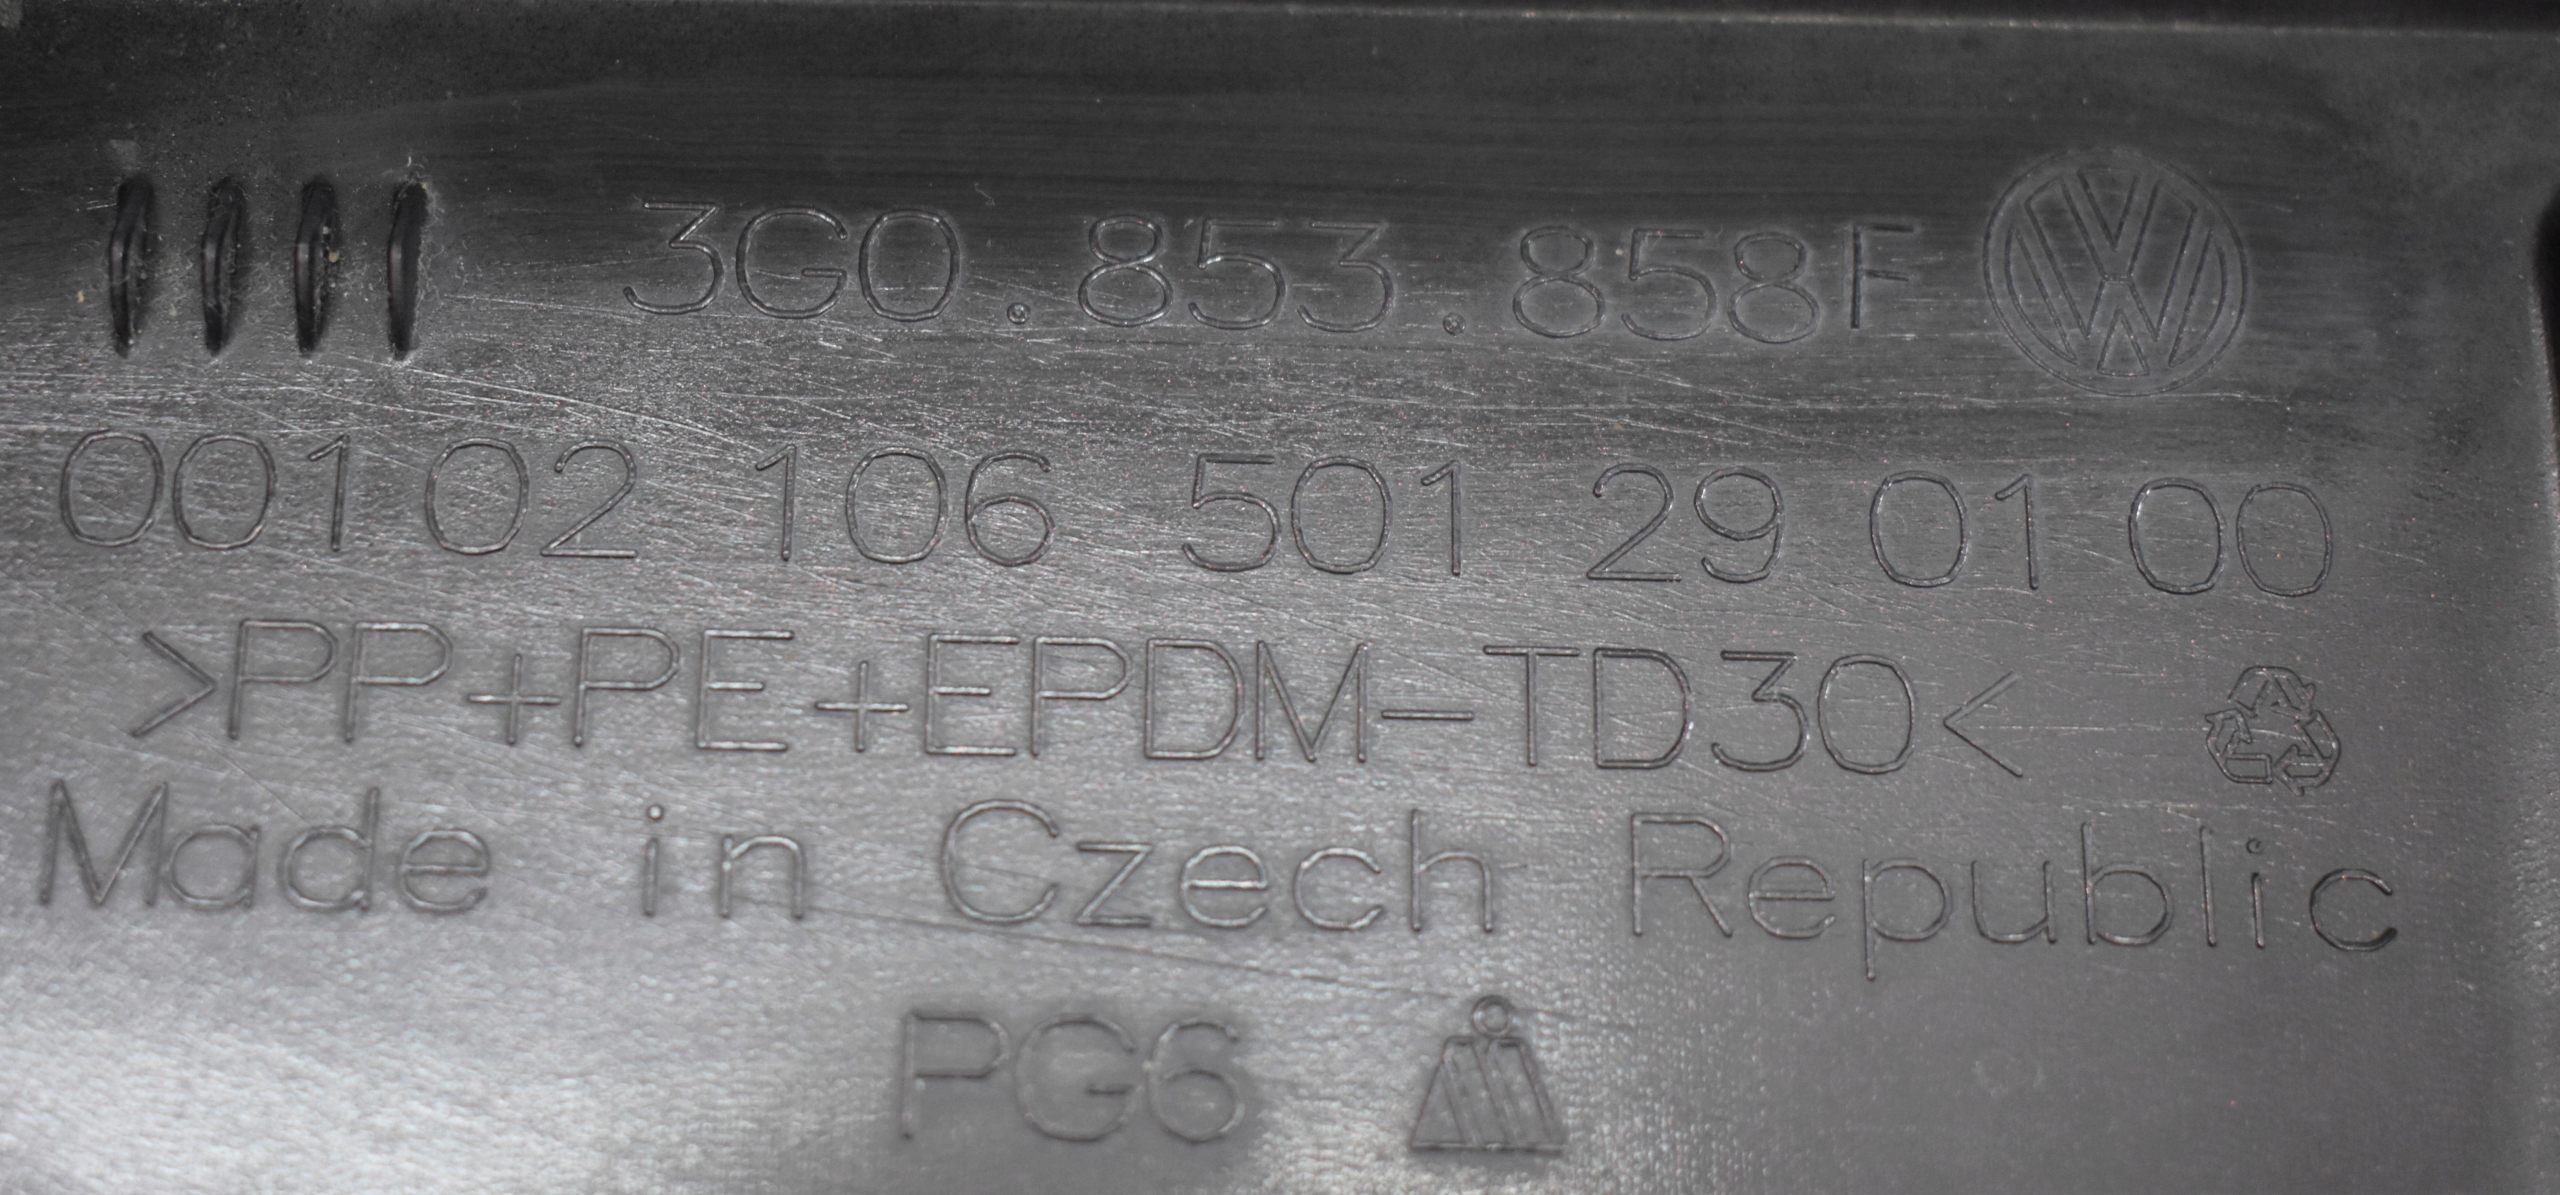 3G0.853.858F
001 02 106 501 29 01 00
>PP+PE+EPDM-TD30<
Made in Czech Republic
PG6